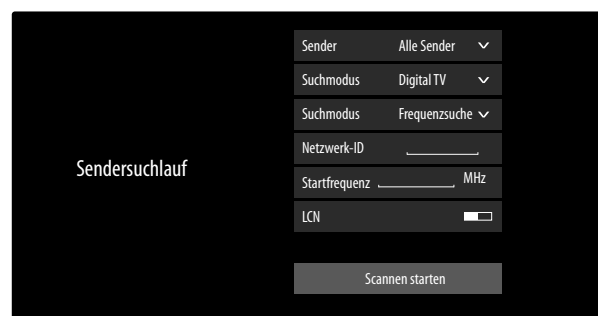 Sender Alle Sender
Suchmodus Digital TV
Suchmodus Frequenzsuche
Netzwerk-ID
Sendersuchlauf
Startfrequenz MHz
LCN
Scannen starten